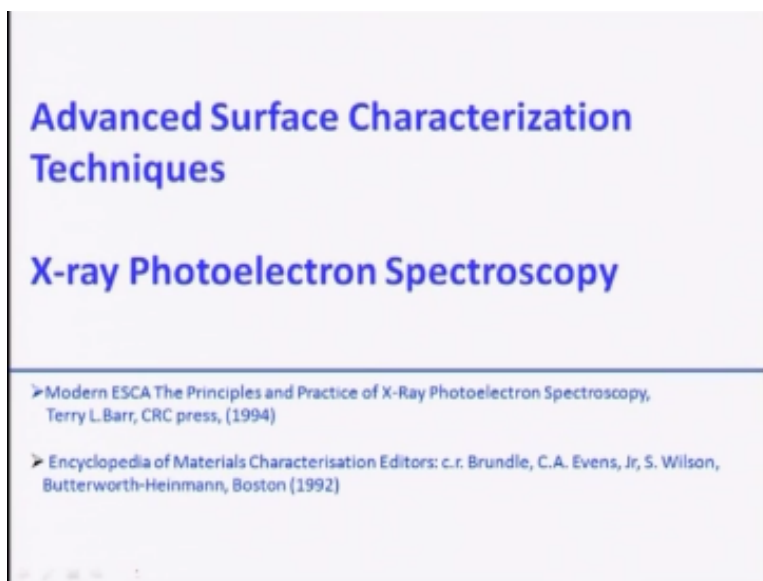 Advanced Surface Characterization
Techniques
X-ray Photoelectron Spectroscopy
➢Modern ESCA The Principles and Practice of X-Ray Photoelectron Spectroscopy,
Terry L.Barr, CRC press, (1994)
➢ Encyclopedia of Materials Characterisation Editors: c.r. Brundle, C.A. Evens, Jr, S. Wilson,
Butterworth-Heinmann, Boston (1992)